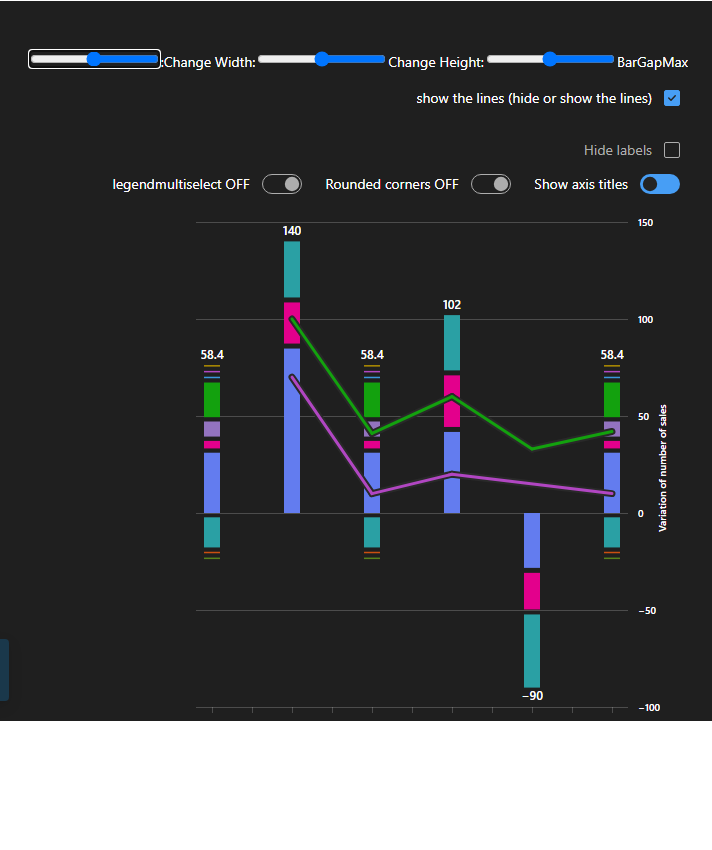 :Change Width: Change Height: BarGapMax
show the lines (hide or show the lines)
Hide labels
legendmultiselect OFF Rounded corners OFF Show axis titles
150
140
102
100
58.4 58.4 58.4
50
Variation of number of sales
0
−50
−90
−100